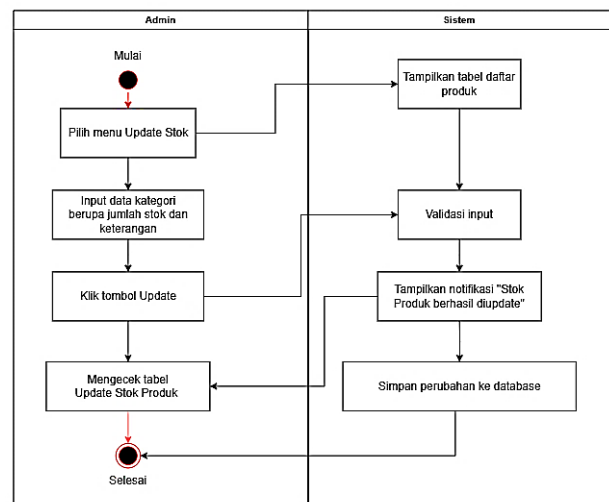 Admin
Sistem
Mulai
Tampilkan tabel daftar
produk
Pilih menu Update Stok
Input data kategori
berupa jumlah stok dan
keterangan
Validasi input
Klik tombol Update
Tampilkan notifikasi "Stok
Produk berhasil diupdate"
Mengecek tabel
Update Stok Produk
Simpan perubahan ke database
Selesai